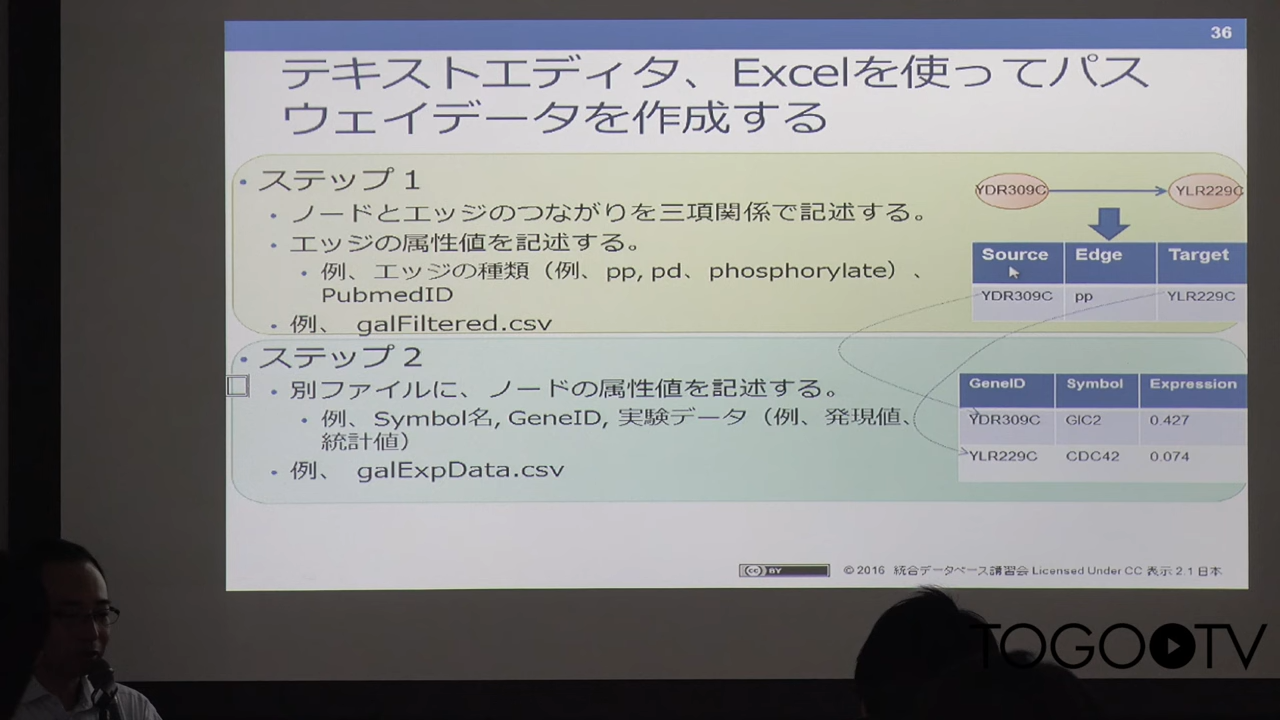 36
テキストエディタ、Excelを使ってパス
ウェイデータを作成する
• ステップ１
• ノードとエッジのつながりを三項関係で記述する。
• エッジの属性値を記述する。
• 例、エッジの種類（例、pp, pd、phosphorylate）、
PubmedID
• 例、 galFiltered.csv
YDR309C YLR229C
Source Edge Target
YDR309C pp YLR229C
• ステップ２
• 別ファイルに、ノードの属性値を記述する。
• 例、Symbol名, GeneID, 実験データ（例、発現値、
統計値）
• 例、 galExpData.csv
GeneID Symbol Expression
YDR309C GIC2 0.427
YLR229C CDC42 0.074
cc BY © 2016 統合データベース講習会 Licensed Under CC 表示 2.1 日本
TOGO TV